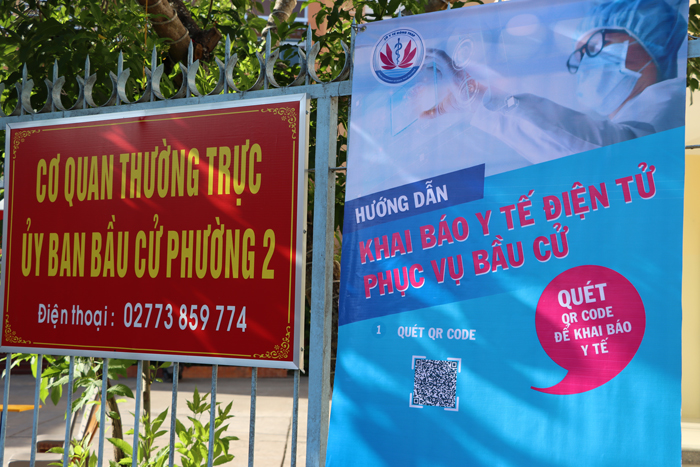 CƠ QUAN THƯỜNG TRỰC
ỦY BAN BẦU CỬ PHƯỜNG 2
Điện thoại : 02773 859 774
HƯỚNG DẪN
KHAI BÁO Y TẾ ĐIỆN TỬ
PHỤC VỤ BẦU CỬ
1 QUÉT QR CODE
QUÉT
QR CODE
ĐỂ KHAI BÁO
Y TẾ